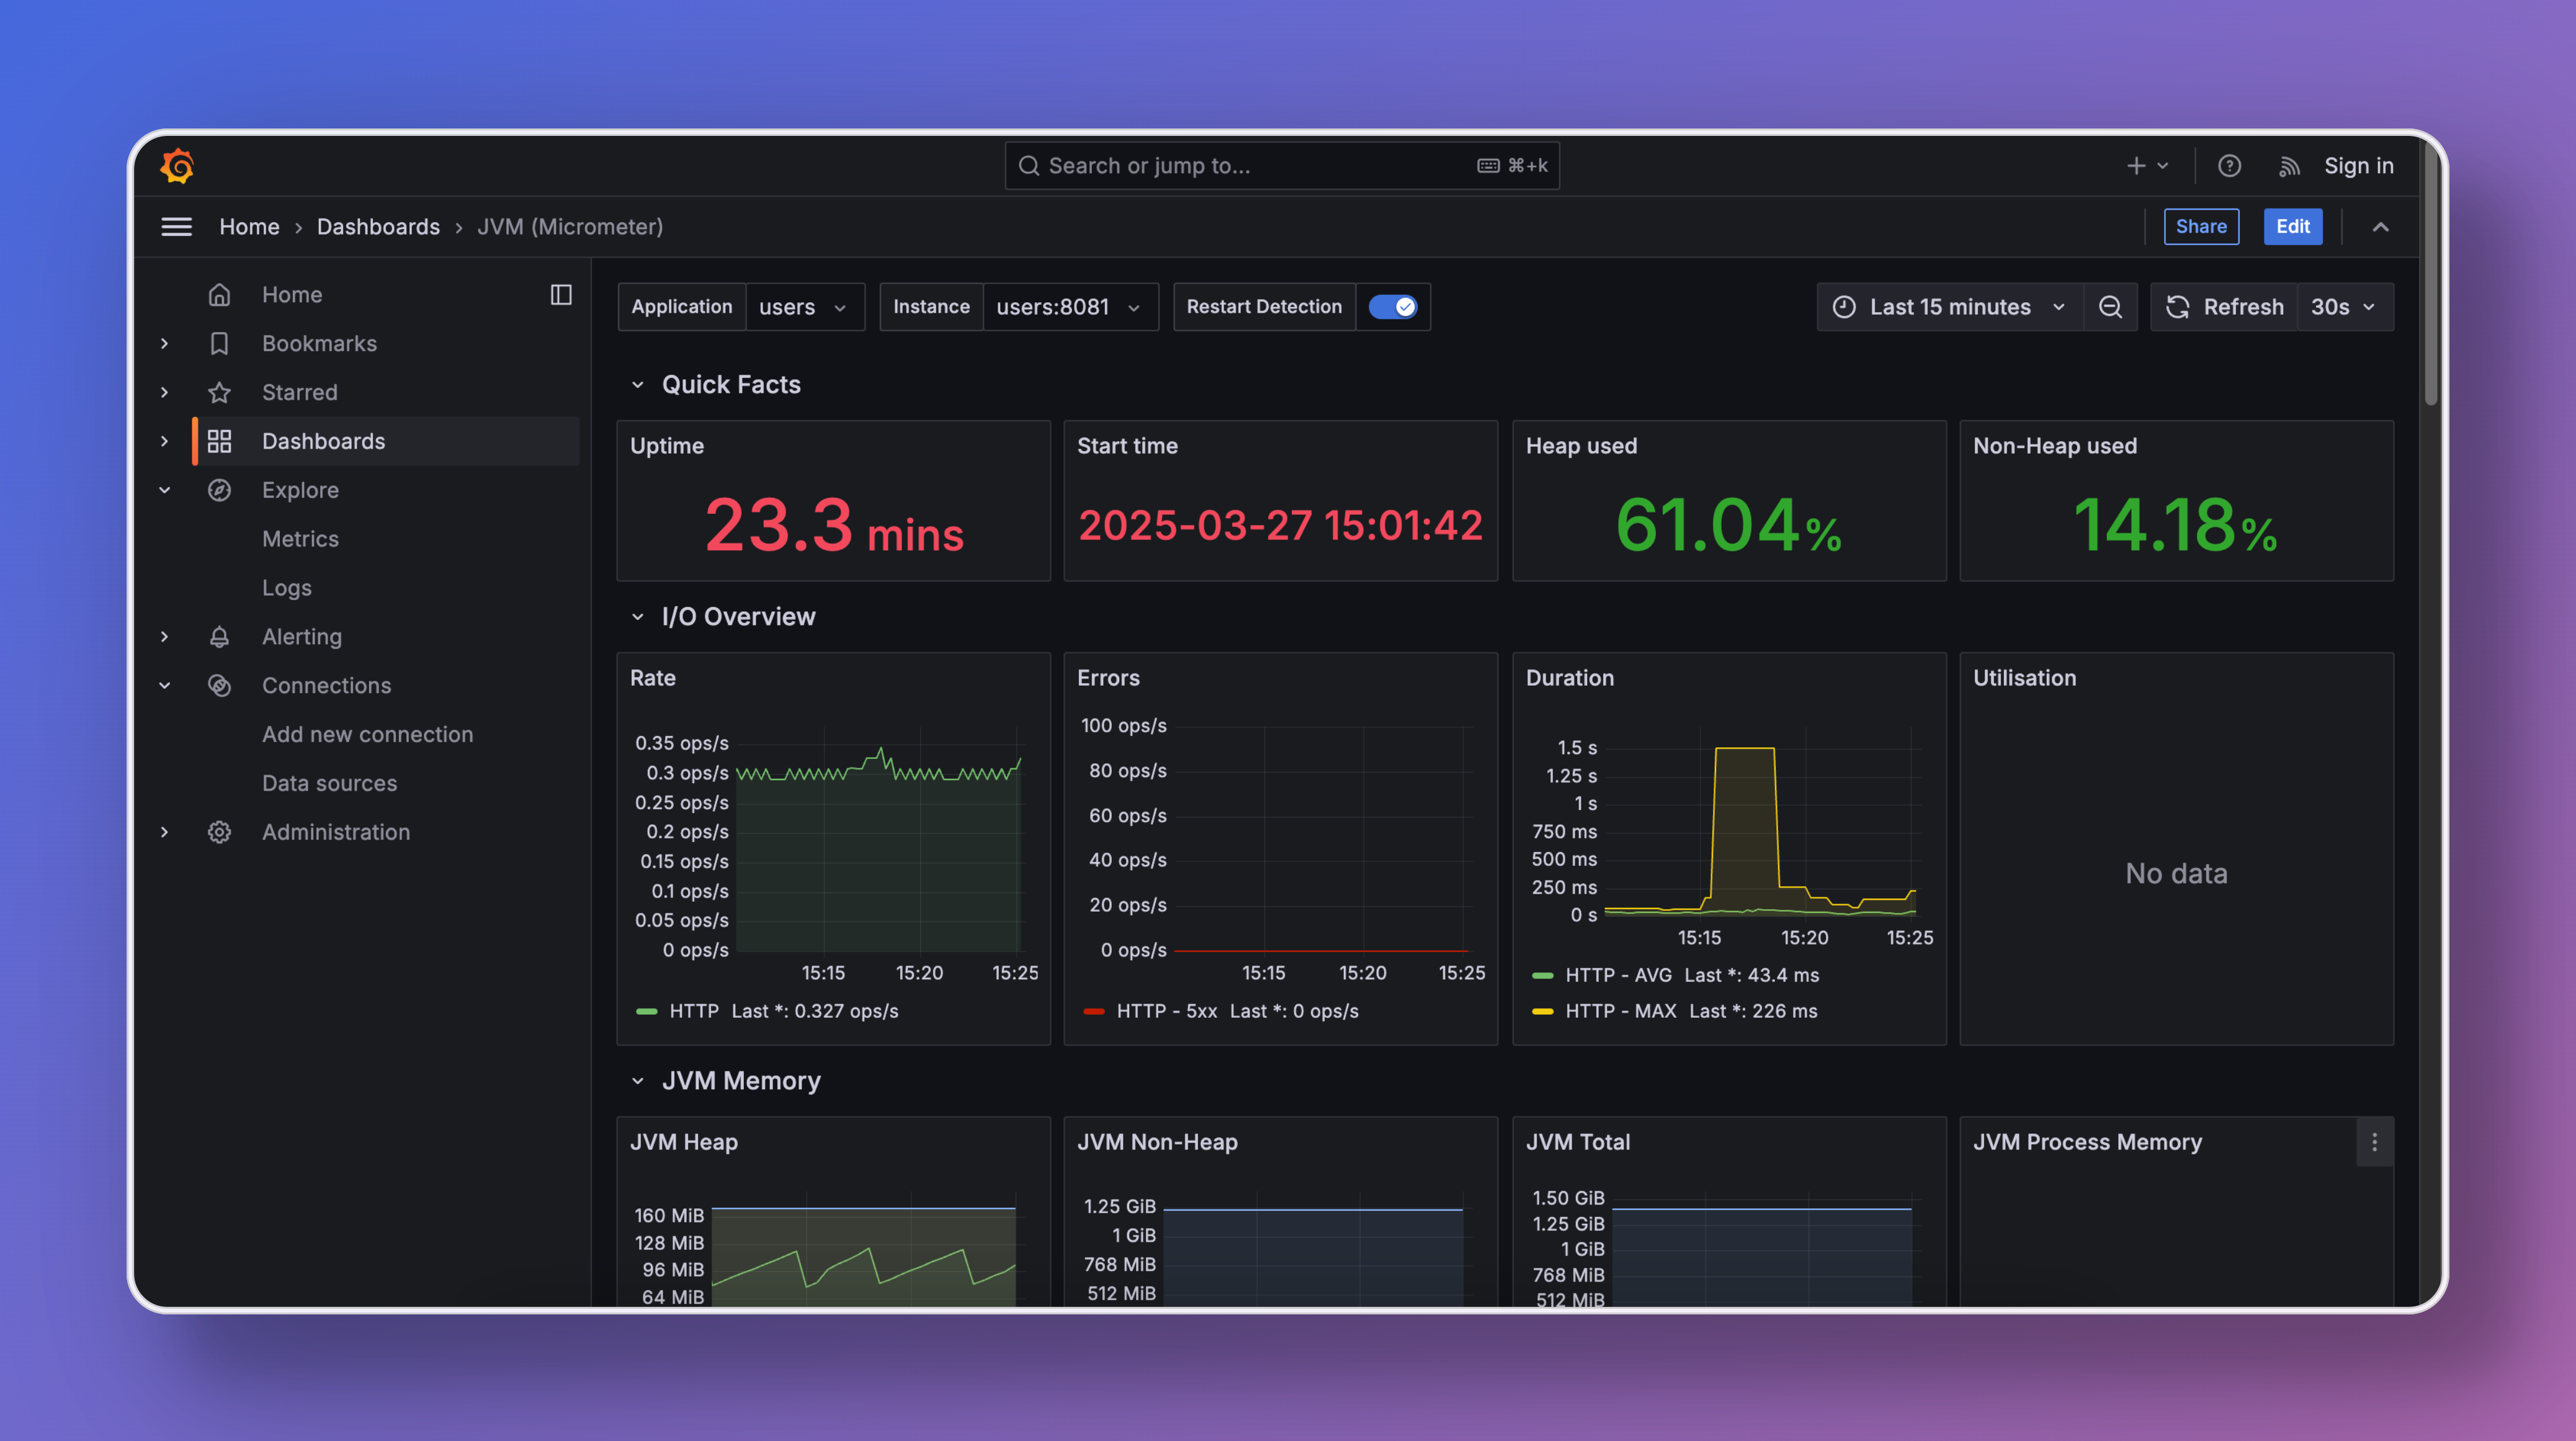 Search or jump to... ⌘+k Sign in
Home › Dashboards › JVM (Micrometer) Share Edit
Home
Bookmarks
Starred
Dashboards
Explore
Metrics
Logs
Alerting
Connections
Add new connection
Data sources
Administration
Application users Instance users:8081 Restart Detection Last 15 minutes Refresh 30s
Quick Facts
Uptime
23.3 mins
Start time
2025-03-27 15:01:42
Heap used
61.04%
Non-Heap used
14.18%
I/O Overview
Rate
0.35 ops/s
0.3 ops/s
0.25 ops/s
0.2 ops/s
0.15 ops/s
0.1 ops/s
0.05 ops/s
0 ops/s
15:15 15:20 15:25
HTTP Last *: 0.327 ops/s
Errors
100 ops/s
80 ops/s
60 ops/s
40 ops/s
20 ops/s
0 ops/s
15:15 15:20 15:25
HTTP - 5xx Last *: 0 ops/s
Duration
1.5 s
1.25 s
1 s
750 ms
500 ms
250 ms
0 s
15:15 15:20 15:25
HTTP - AVG Last *: 43.4 ms
HTTP - MAX Last *: 226 ms
Utilisation
No data
JVM Memory
JVM Heap
160 MiB
128 MiB
96 MiB
64 MiB
JVM Non-Heap
1.25 GiB
1 GiB
768 MiB
512 MiB
JVM Total
1.50 GiB
1.25 GiB
1 GiB
768 MiB
512 MiB
JVM Process Memory